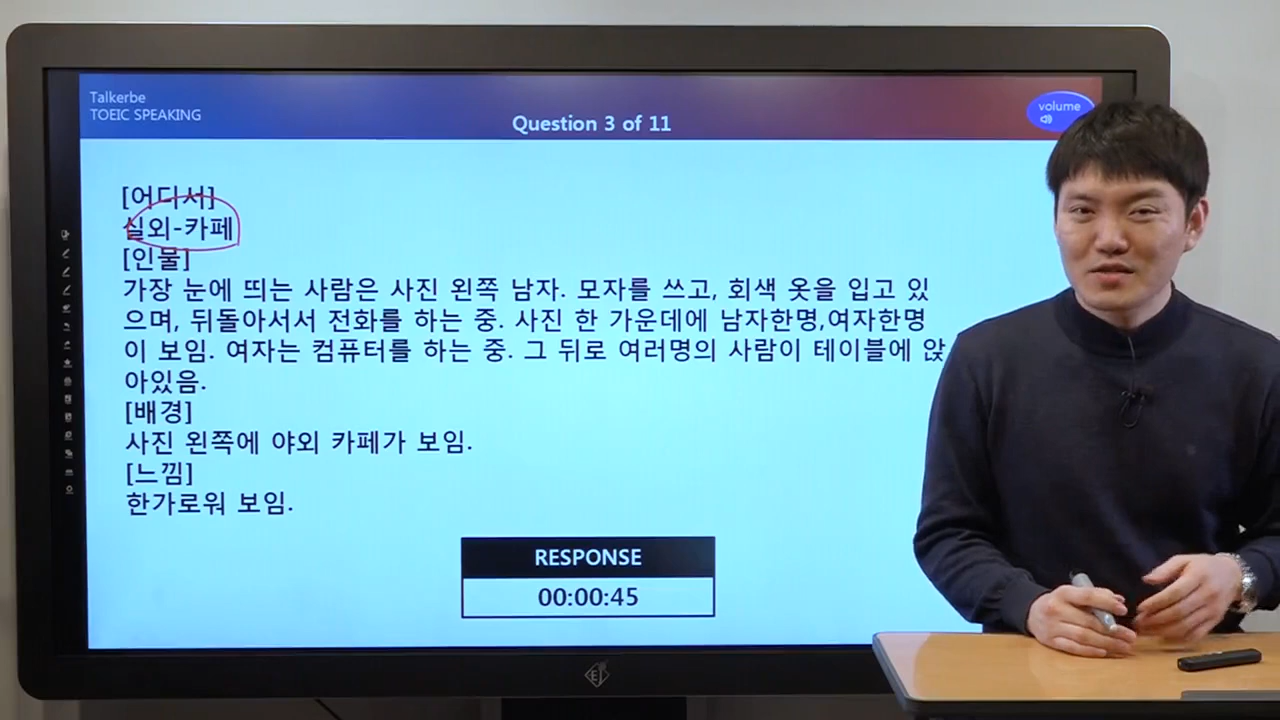 Talkerbe
TOEIC SPEAKING
Question 3 of 11
volume
[어디서]
실외-카페
[인물]
가장 눈에 띄는 사람은 사진 왼쪽 남자. 모자를 쓰고, 회색 옷을 입고 있
으며, 뒤돌아서서 전화를 하는 중. 사진 한 가운데에 남자한명,여자한명
이 보임. 여자는 컴퓨터를 하는 중. 그 뒤로 여러명의 사람이 테이블에 앉
아있음.
[배경]
사진 왼쪽에 야외 카페가 보임.
[느낌]
한가로워 보임.
RESPONSE
00:00:45